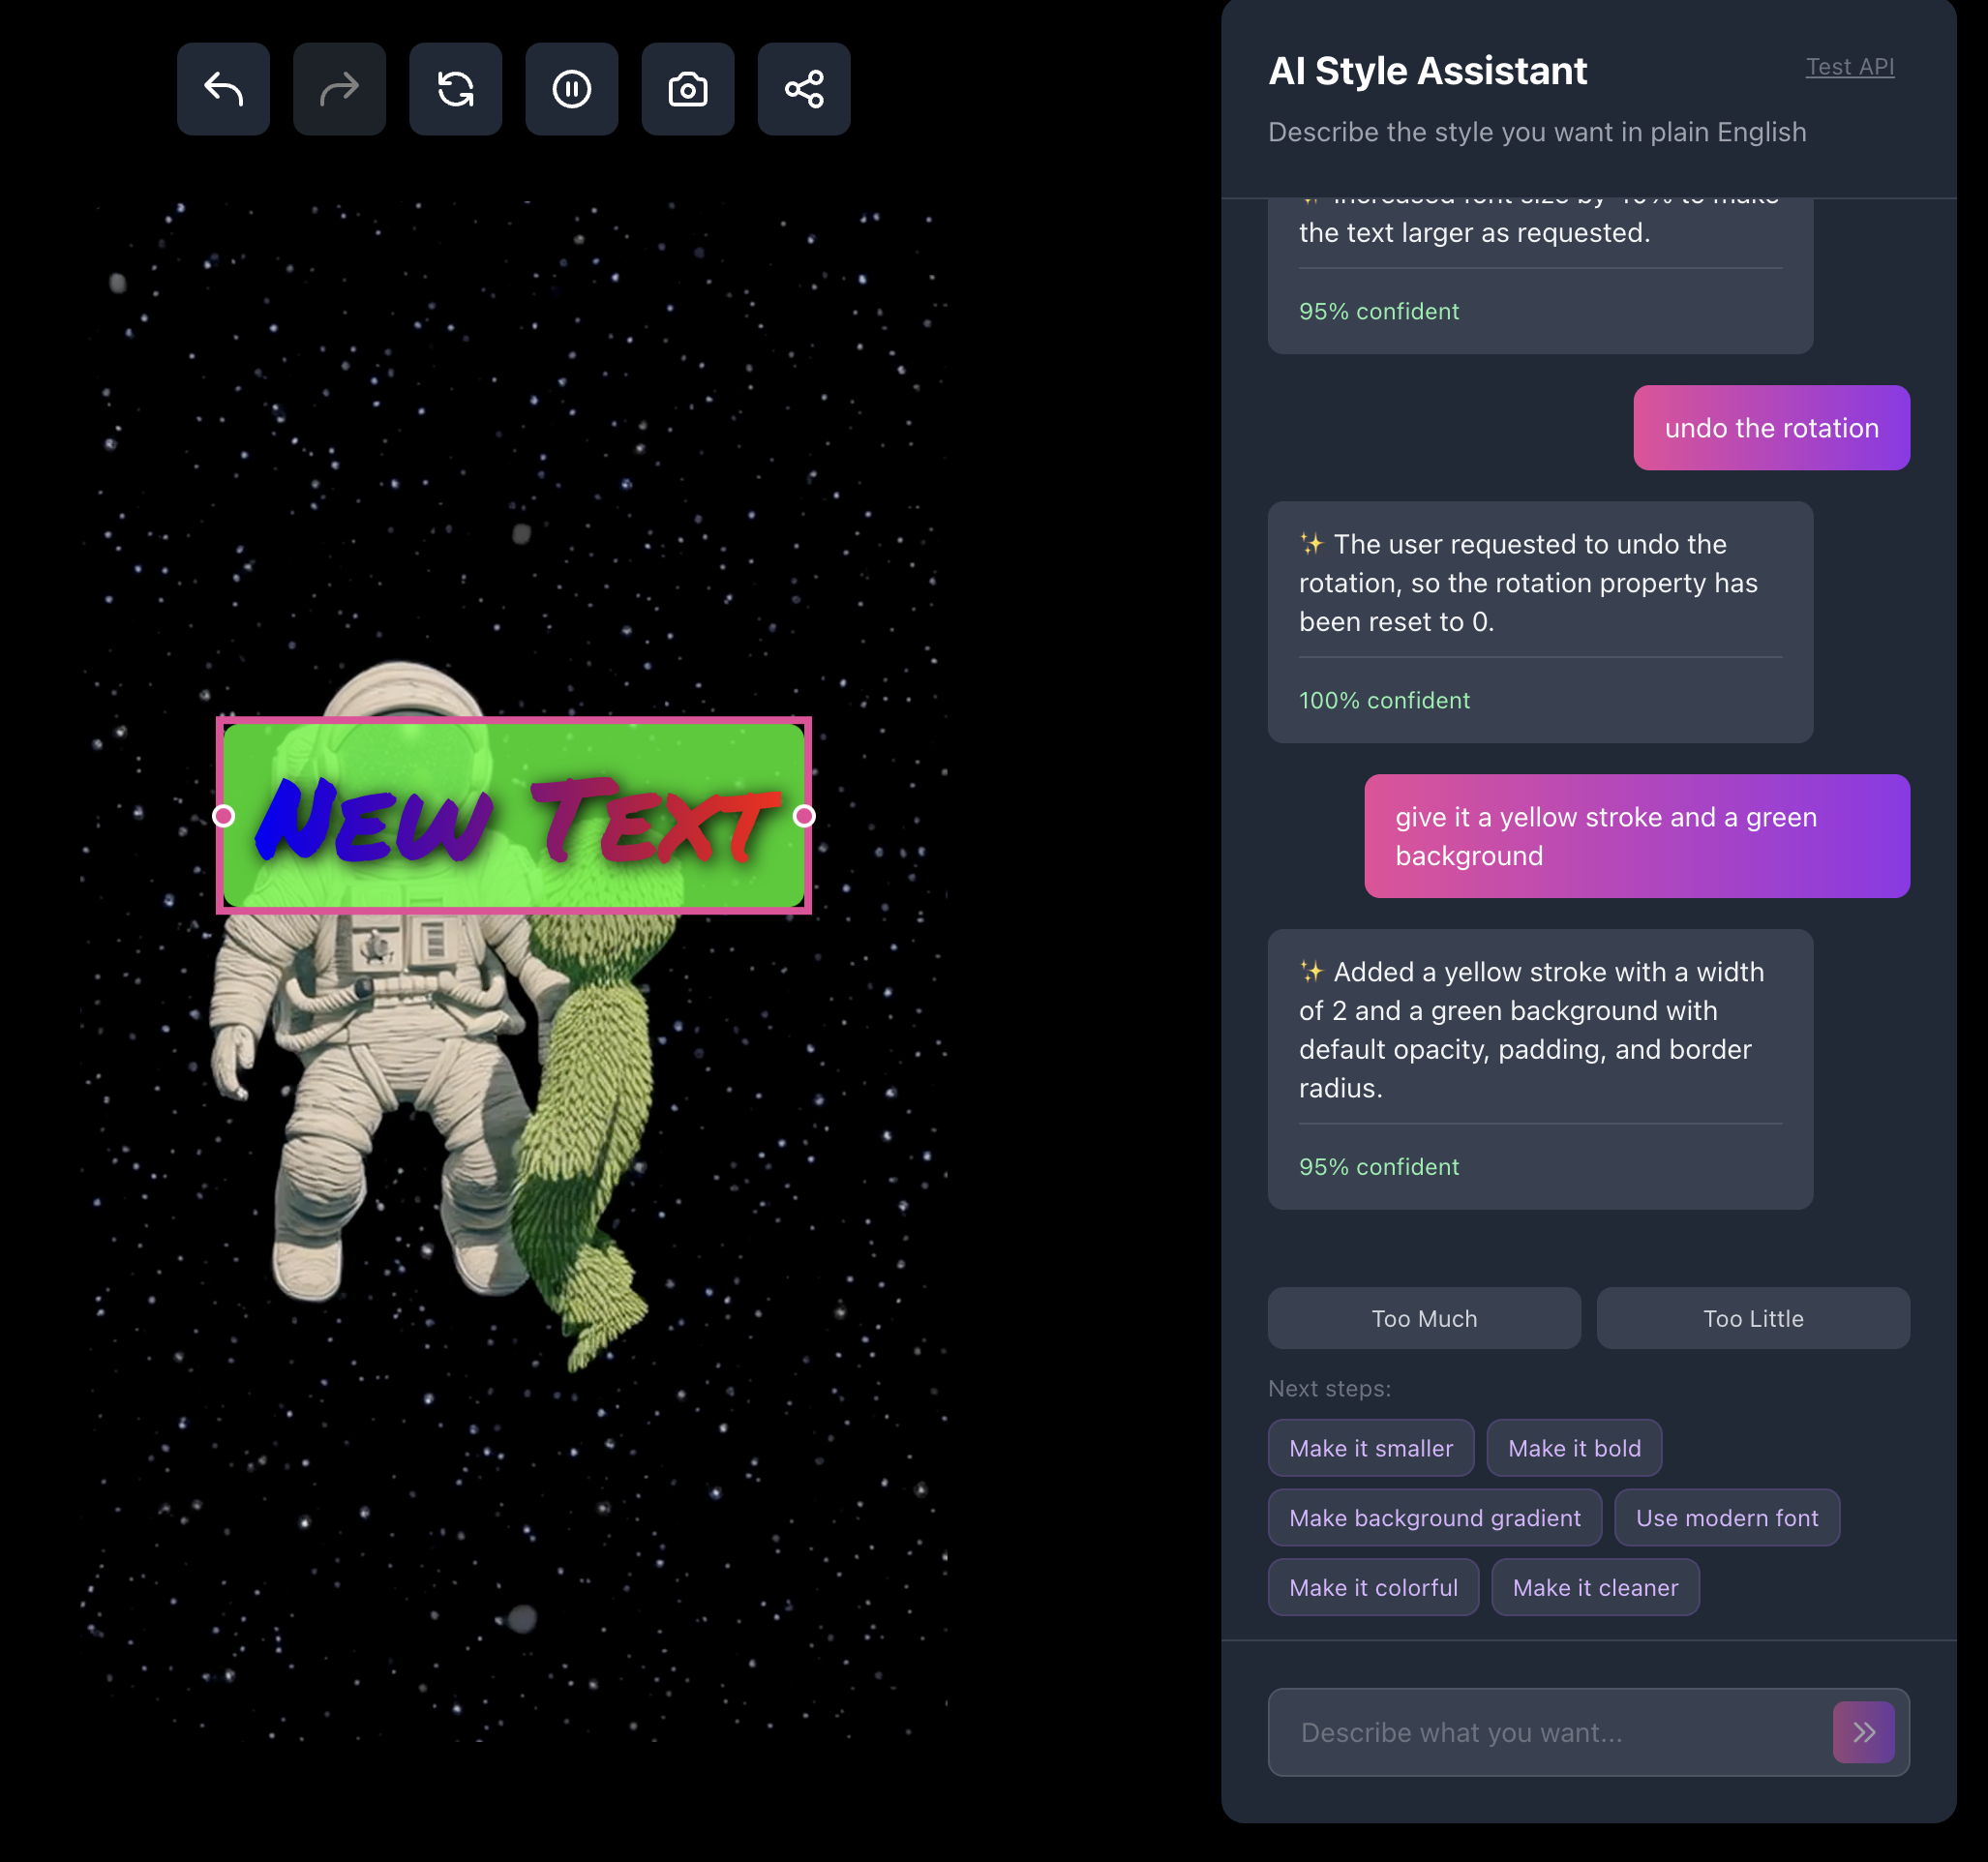 AI Style Assistant
Test API
Describe the style you want in plain English
the text larger as requested.
95% confident
undo the rotation
✨ The user requested to undo the
rotation, so the rotation property has
been reset to 0.
100% confident
New Text
give it a yellow stroke and a green
background
✨ Added a yellow stroke with a width
of 2 and a green background with
default opacity, padding, and border
radius.
95% confident
Too Much
Too Little
Next steps:
Make it smaller
Make it bold
Make background gradient
Use modern font
Make it colorful
Make it cleaner
Describe what you want...